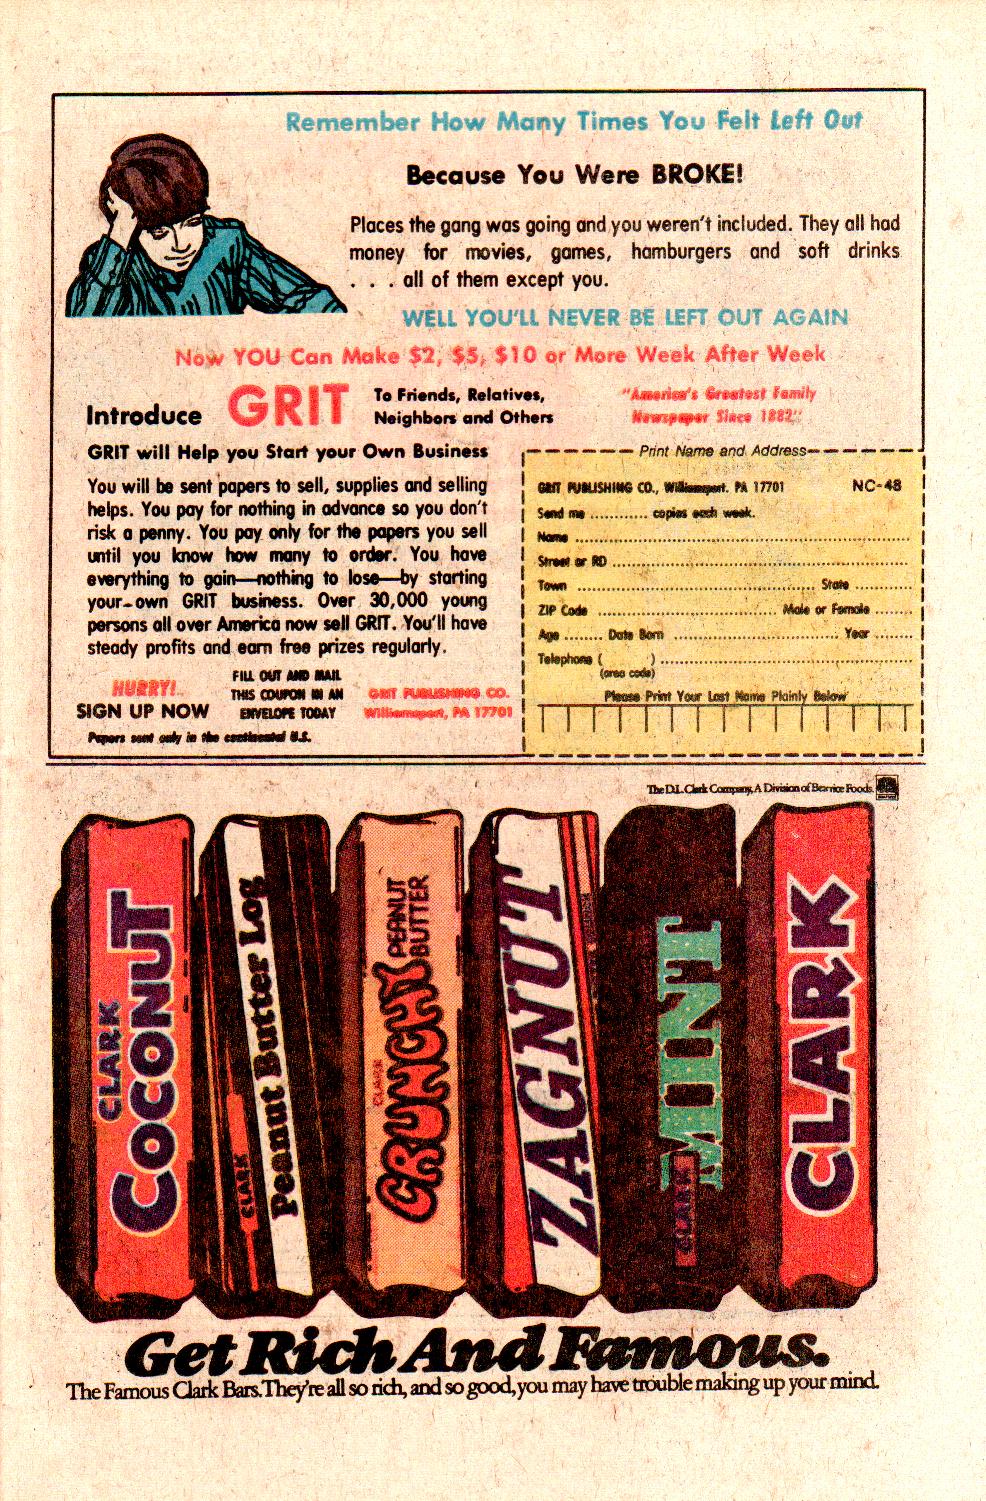 Remember How Many Times You Felt Left Out
Because You Were BROKE!
Places the gang was going and you weren't included. They all had
money for movies, games, hamburgers and soft drinks
. . . all of them except you.
WELL YOU'LL NEVER BE LEFT OUT AGAIN
Now YOU Can Make $2, $5, $10 or More Week After Week
Introduce GRIT To Friends, Relatives,
Neighbors and Others
"America's Greatest Family
Newspaper Since 1882"
GRIT will Help you Start your Own Business
You will be sent papers to sell, supplies and selling
helps. You pay for nothing in advance so you don't
risk a penny. You pay only for the papers you sell
until you know how many to order. You have
everything to gain—nothing to lose—by starting
your own GRIT business. Over 30,000 young
persons all over America now sell GRIT. You'll have
steady profits and earn free prizes regularly.
HURRY!
SIGN UP NOW
FILL OUT AND MAIL
THIS COUPON IN AN
ENVELOPE TODAY
GRIT PUBLISHING CO.
Williamsport, PA 17701
Papers sent only in the continental U.S.
Print Name and Address
GRIT PUBLISHING CO., Williamsport, PA 17701 NC-48
Send me ............ copies each week.
Name
Street or RD
Town State
ZIP Code Male or Female
Age Date Born Year
Telephone ( )
(area code)
Please Print Your Last Name Plainly Below
The D.L. Clark Company, A Division of Beatrice Foods.
CLARK
COCONUT
CLARK
Peanut Butter Log
CLARK
CRUNCHY
PEANUT
BUTTER
ZAGNUT
CLARK
MINT
CLARK
CLARK
Get Rich And Famous.
The Famous Clark Bars. They're all so rich, and so good, you may have trouble making up your mind.